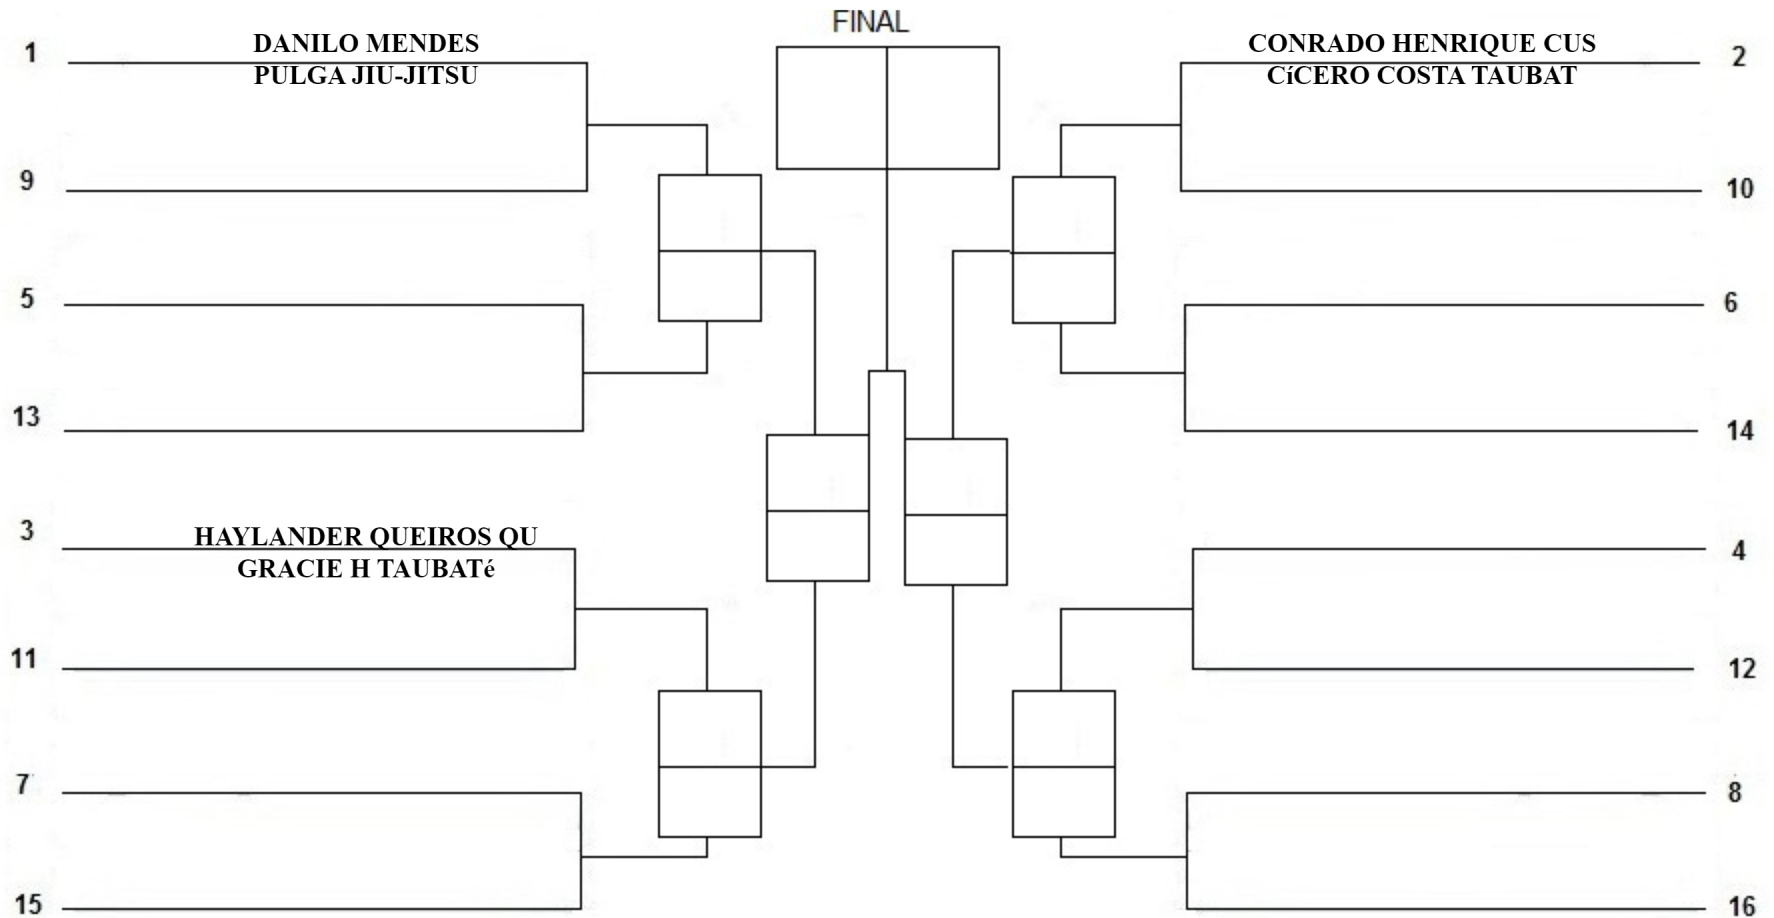 FINAL
1
DANILO MENDES
PULGA JIU-JITSU
CONRADO HENRIQUE CUS
CíCERO COSTA TAUBAT
2
9
10
5
6
13
14
3
HAYLANDER QUEIROS QU
GRACIE H TAUBATé
4
11
12
7
8
15
16